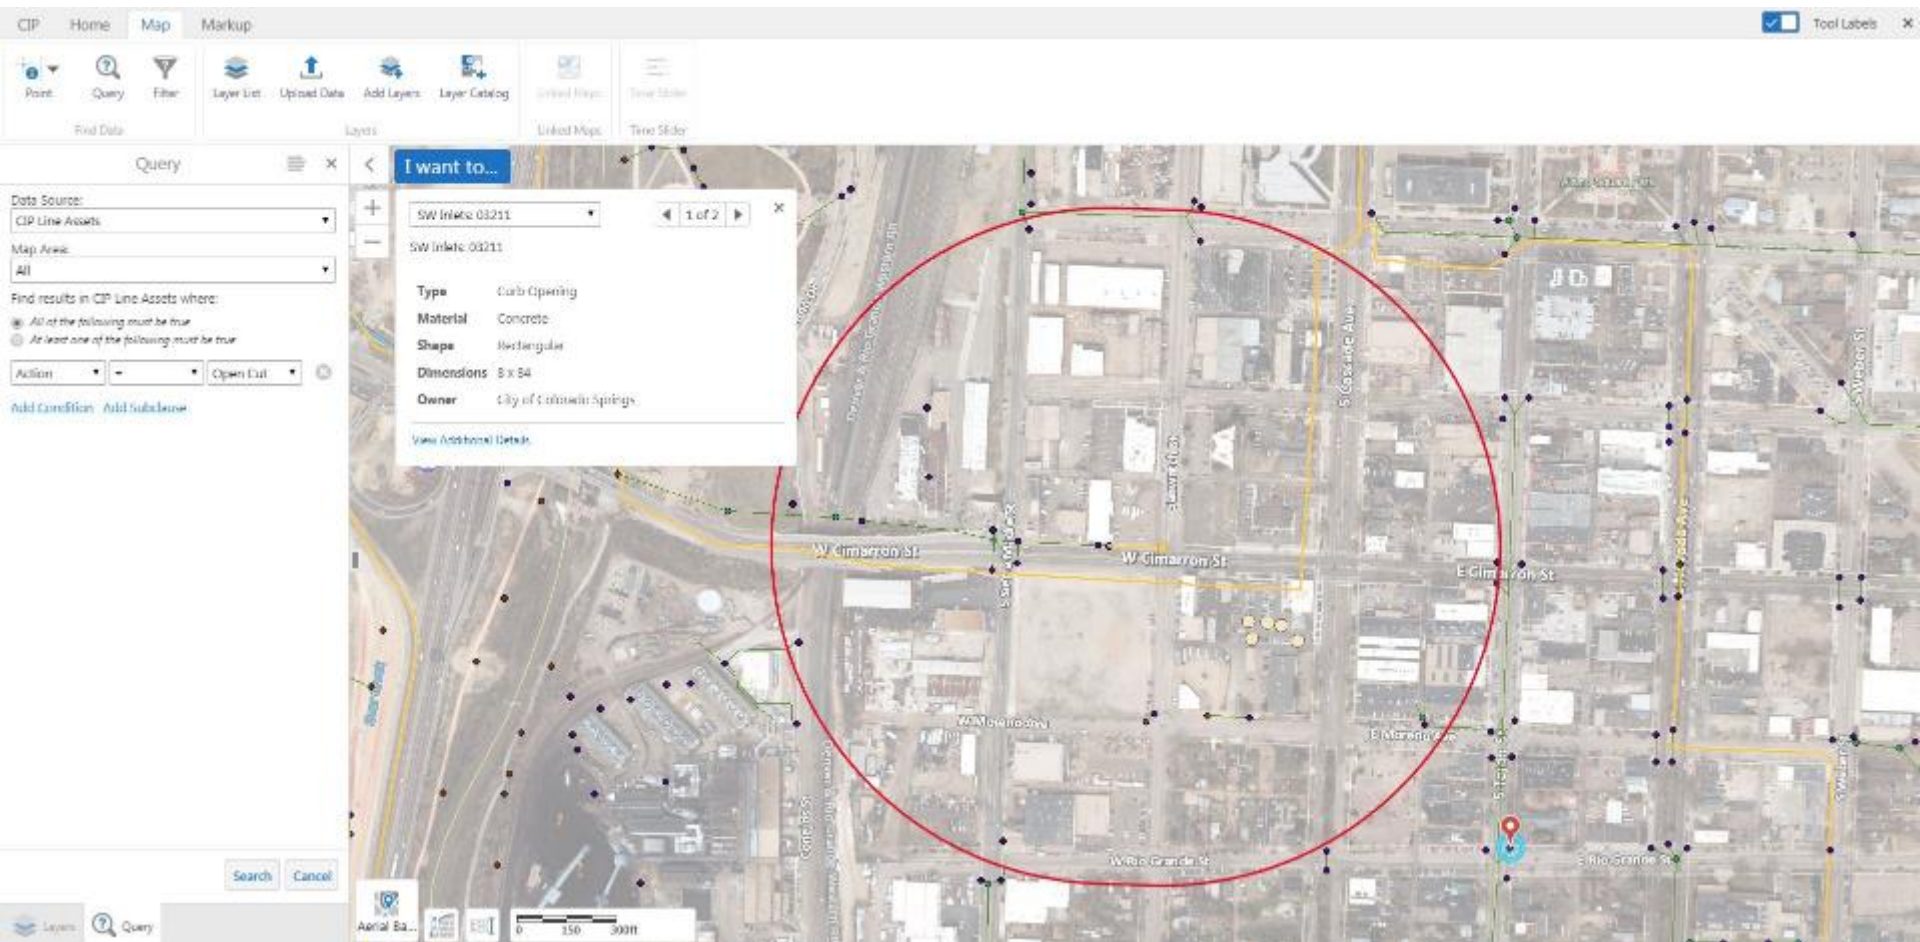 CIP Home Map Markup Tool Labels
Point Query Filter Layer List Upload Data Add Layers Layer Catalog Linked Maps Time Slider
Find Data Layers Linked Maps Time Slider
Query
I want to...
Data Source:
CIP Line Assets
Map Area:
All
Find results in CIP Line Assets where:
All of the following must be true
At least one of the following must be true
Action = Open Cut
Add Condition Add Subclause
Search Cancel
Layers Query
SW Inlets: 03211
1 of 2
SW Inlets: 03211
Type Curb Opening
Material Concrete
Shape Rectangular
Dimensions 8 x 84
Owner City of Colorado Springs
View Additional Details
S Cascade Ave
S Weber St
W Cimarron St
W Cimarron St
E Cimarron St
W Moreno Ave
E Moreno Ave
S Tejon St
S Nevada Ave
Conejos St
W Rio Grande St
E Rio Grande St
Aerial Ba...
0 150 300ft